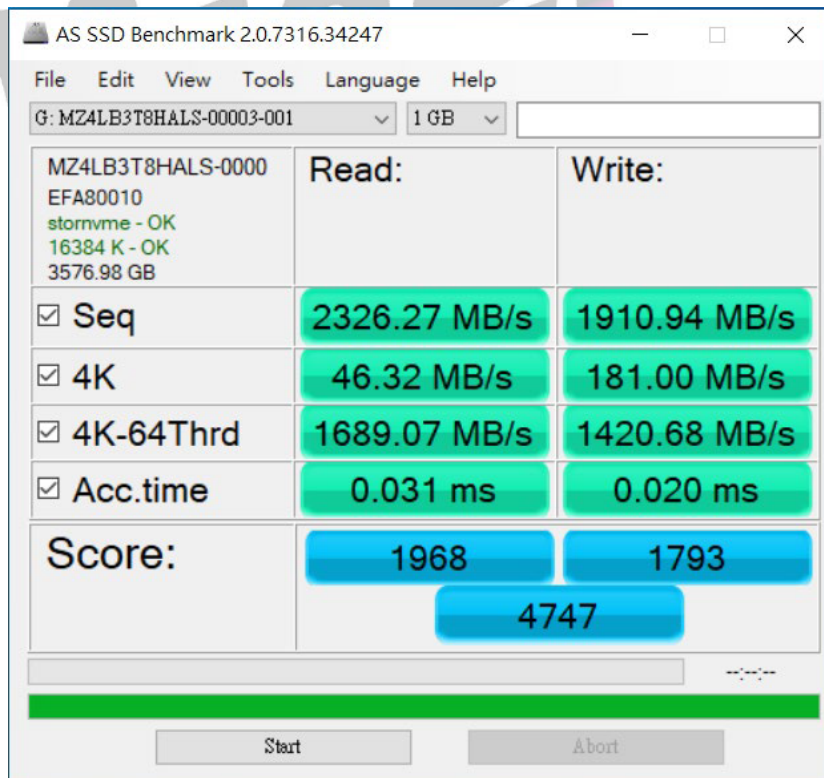 AS SSD Benchmark 2.0.7316.34247
File Edit View Tools Language Help
G: MZ4LB3T8HALS-00003-001 1 GB
MZ4LB3T8HALS-0000
EFA80010
stornvme - OK
16384 K - OK
3576.98 GB
Read: Write:
Seq 2326.27 MB/s 1910.94 MB/s
4K 46.32 MB/s 181.00 MB/s
4K-64Thrd 1689.07 MB/s 1420.68 MB/s
Acc.time 0.031 ms 0.020 ms
Score: 1968 1793
4747
--:--:--
Start Abort